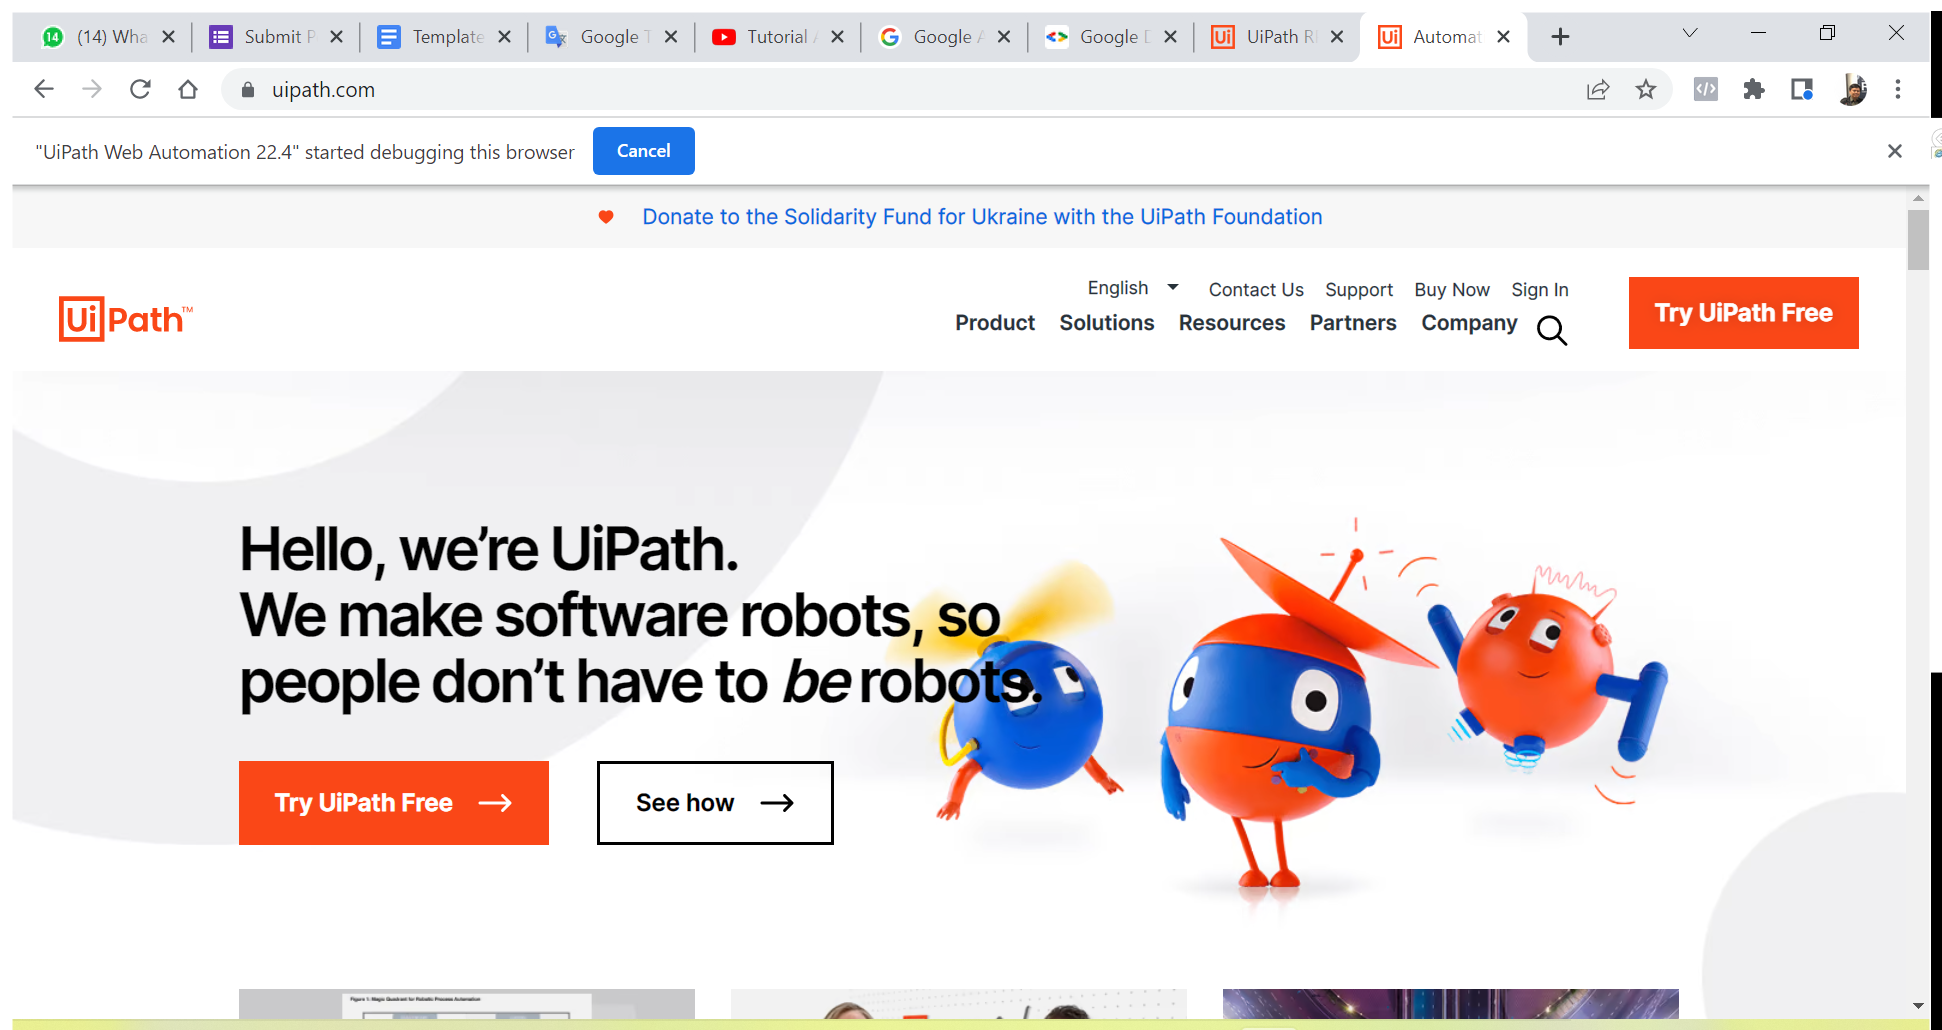 14 (14) Wha
Submit P
Template
Google T
Tutorial
Google
Google
UiPath R
Automat
uipath.com
"UiPath Web Automation 22.4" started debugging this browser
Cancel
Donate to the Solidarity Fund for Ukraine with the UiPath Foundation
English Contact Us Support Buy Now Sign In
UiPath™
Product Solutions Resources Partners Company
Try UiPath Free
Hello, we’re UiPath.
We make software robots, so
people don’t have to be robots.
Try UiPath Free
See how
Figure 1: Magic Quadrant for Robotic Process Automation